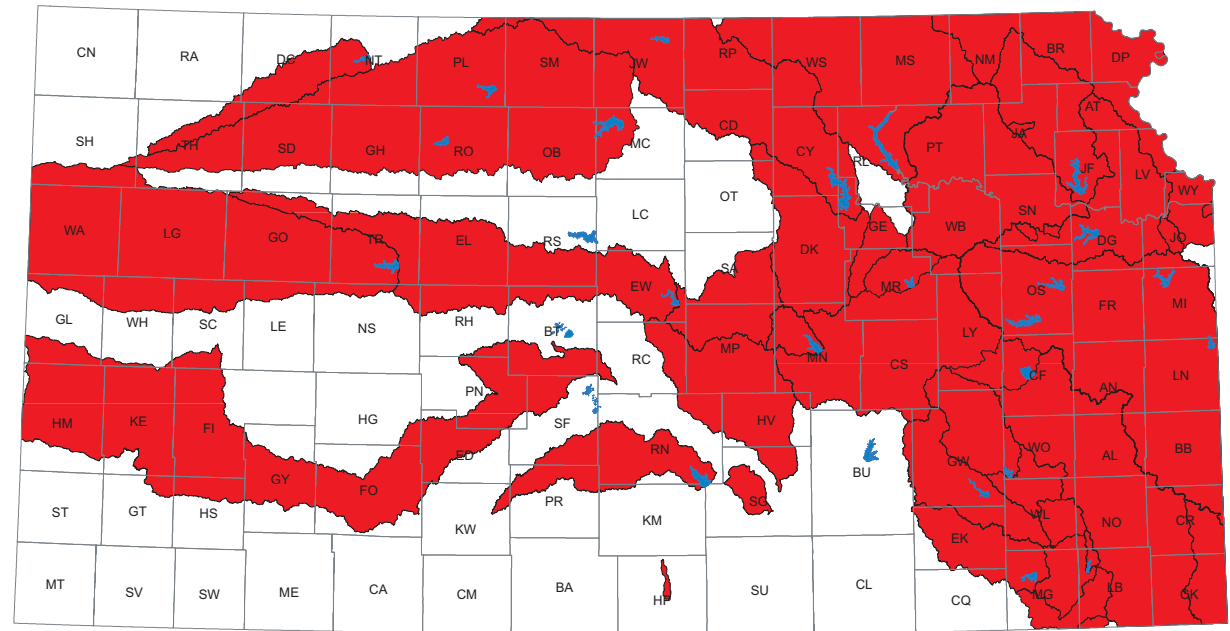 CN
RA
DC
NT
PL
SM
JW
RP
WS
MS
NM
BR
DP
SH
TH
SD
GH
RO
OB
MC
CD
CY
RL
PT
JA
AT
JF
LV
WY
WA
LG
GO
TR
EL
RS
LC
OT
SA
DK
GE
WB
SN
DG
JO
GL
WH
SC
LE
NS
RH
BT
EW
RC
MP
MN
MR
LY
OS
FR
MI
CS
CF
AN
LN
HM
KE
FI
HG
PN
SF
RN
HV
BU
GW
WO
AL
BB
ST
GT
HS
GY
FO
ED
KW
PR
KM
SG
EK
WL
NO
CR
MT
SV
SW
ME
CA
CM
BA
HP
SU
CL
CQ
MG
LB
CK